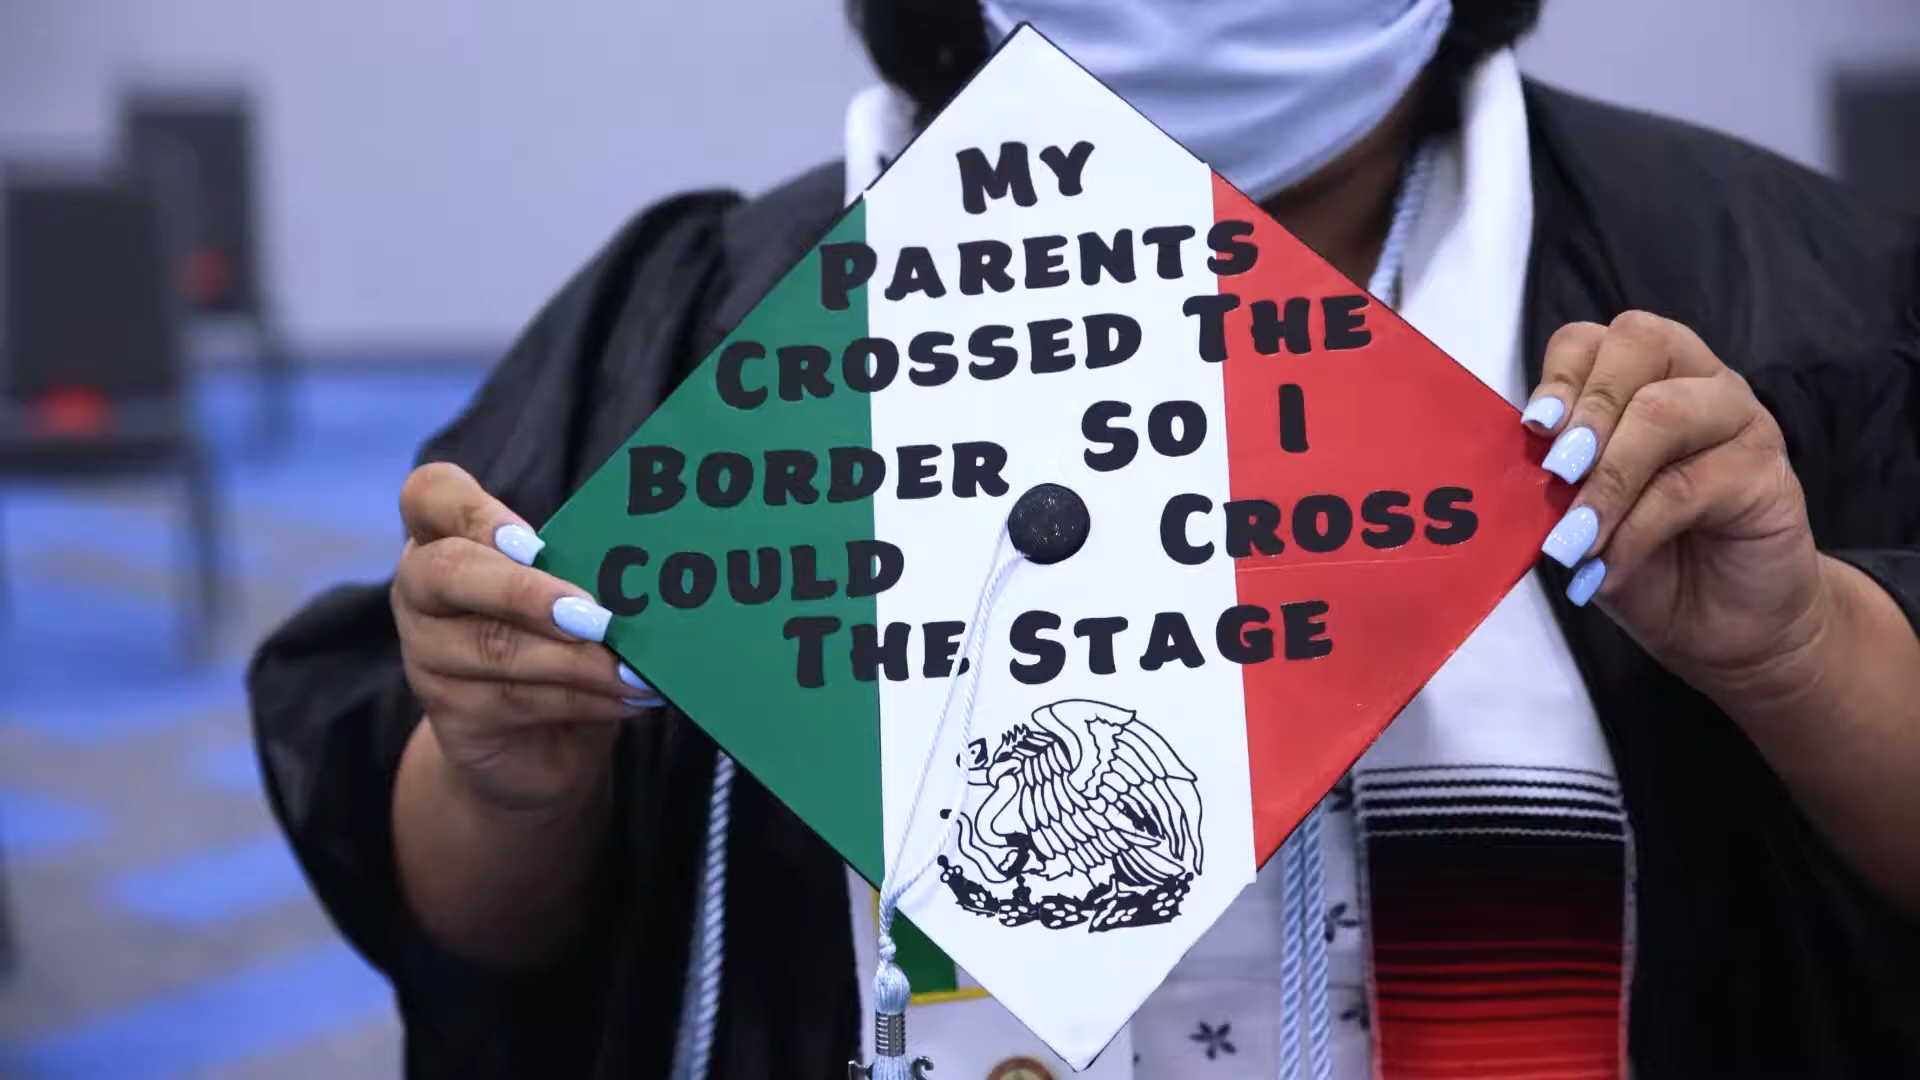 My
Parents
Crossed The
Border So I
Could Cross
The Stage